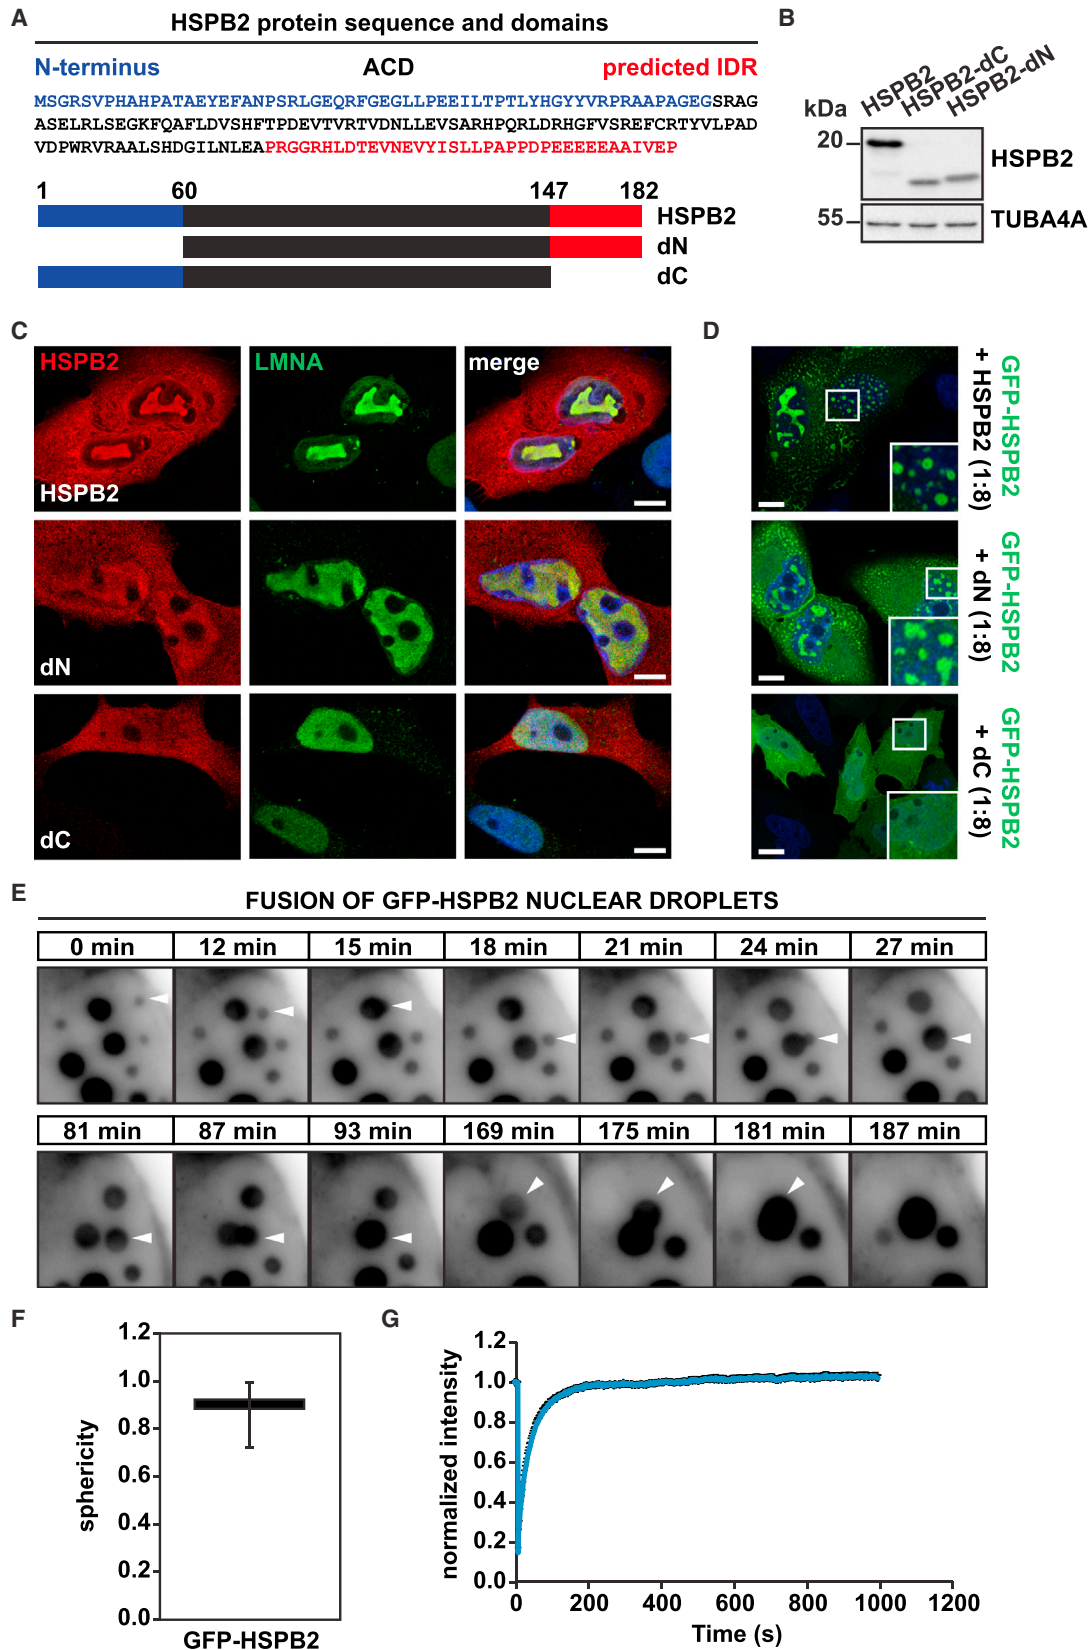 A
HSPB2 protein sequence and domains
N-terminus ACD predicted IDR
MSGRSVPHAHPATAEYEFANPSRLGEQRFGEGLLPEEILTPTLYHGYYVRPRAAPAGEGSRAG
ASELRLSEGKFQAFLDVSHFTPDEVTVRTVDNLLEVSARHPQRLDRHGFVSREFCRTYVLPAD
VDPWRVRAALSHDGILNLEAPRGGRHLDTEVNEVYISLLPAPPDPEEEEEAAIVEP
1 60 147 182
HSPB2
dN
dC
B
HSPB2
HSPB2-dC
HSPB2-dN
kDa
20
HSPB2
55
TUBA4A
C
HSPB2 LMNA merge
HSPB2
dN
dC
D
GFP-HSPB2
+ HSPB2 (1:8)
GFP-HSPB2
+ dN (1:8)
GFP-HSPB2
+ dC (1:8)
E
FUSION OF GFP-HSPB2 NUCLEAR DROPLETS
0 min 12 min 15 min 18 min 21 min 24 min 27 min
81 min 87 min 93 min 169 min 175 min 181 min 187 min
F
sphericity
1.2
1.0
0.8
0.6
0.4
0.2
0.0
GFP-HSPB2
G
normalized intensity
1.2
1.0
0.8
0.6
0.4
0.2
0.0
0 200 400 600 800 1000 1200
Time (s)